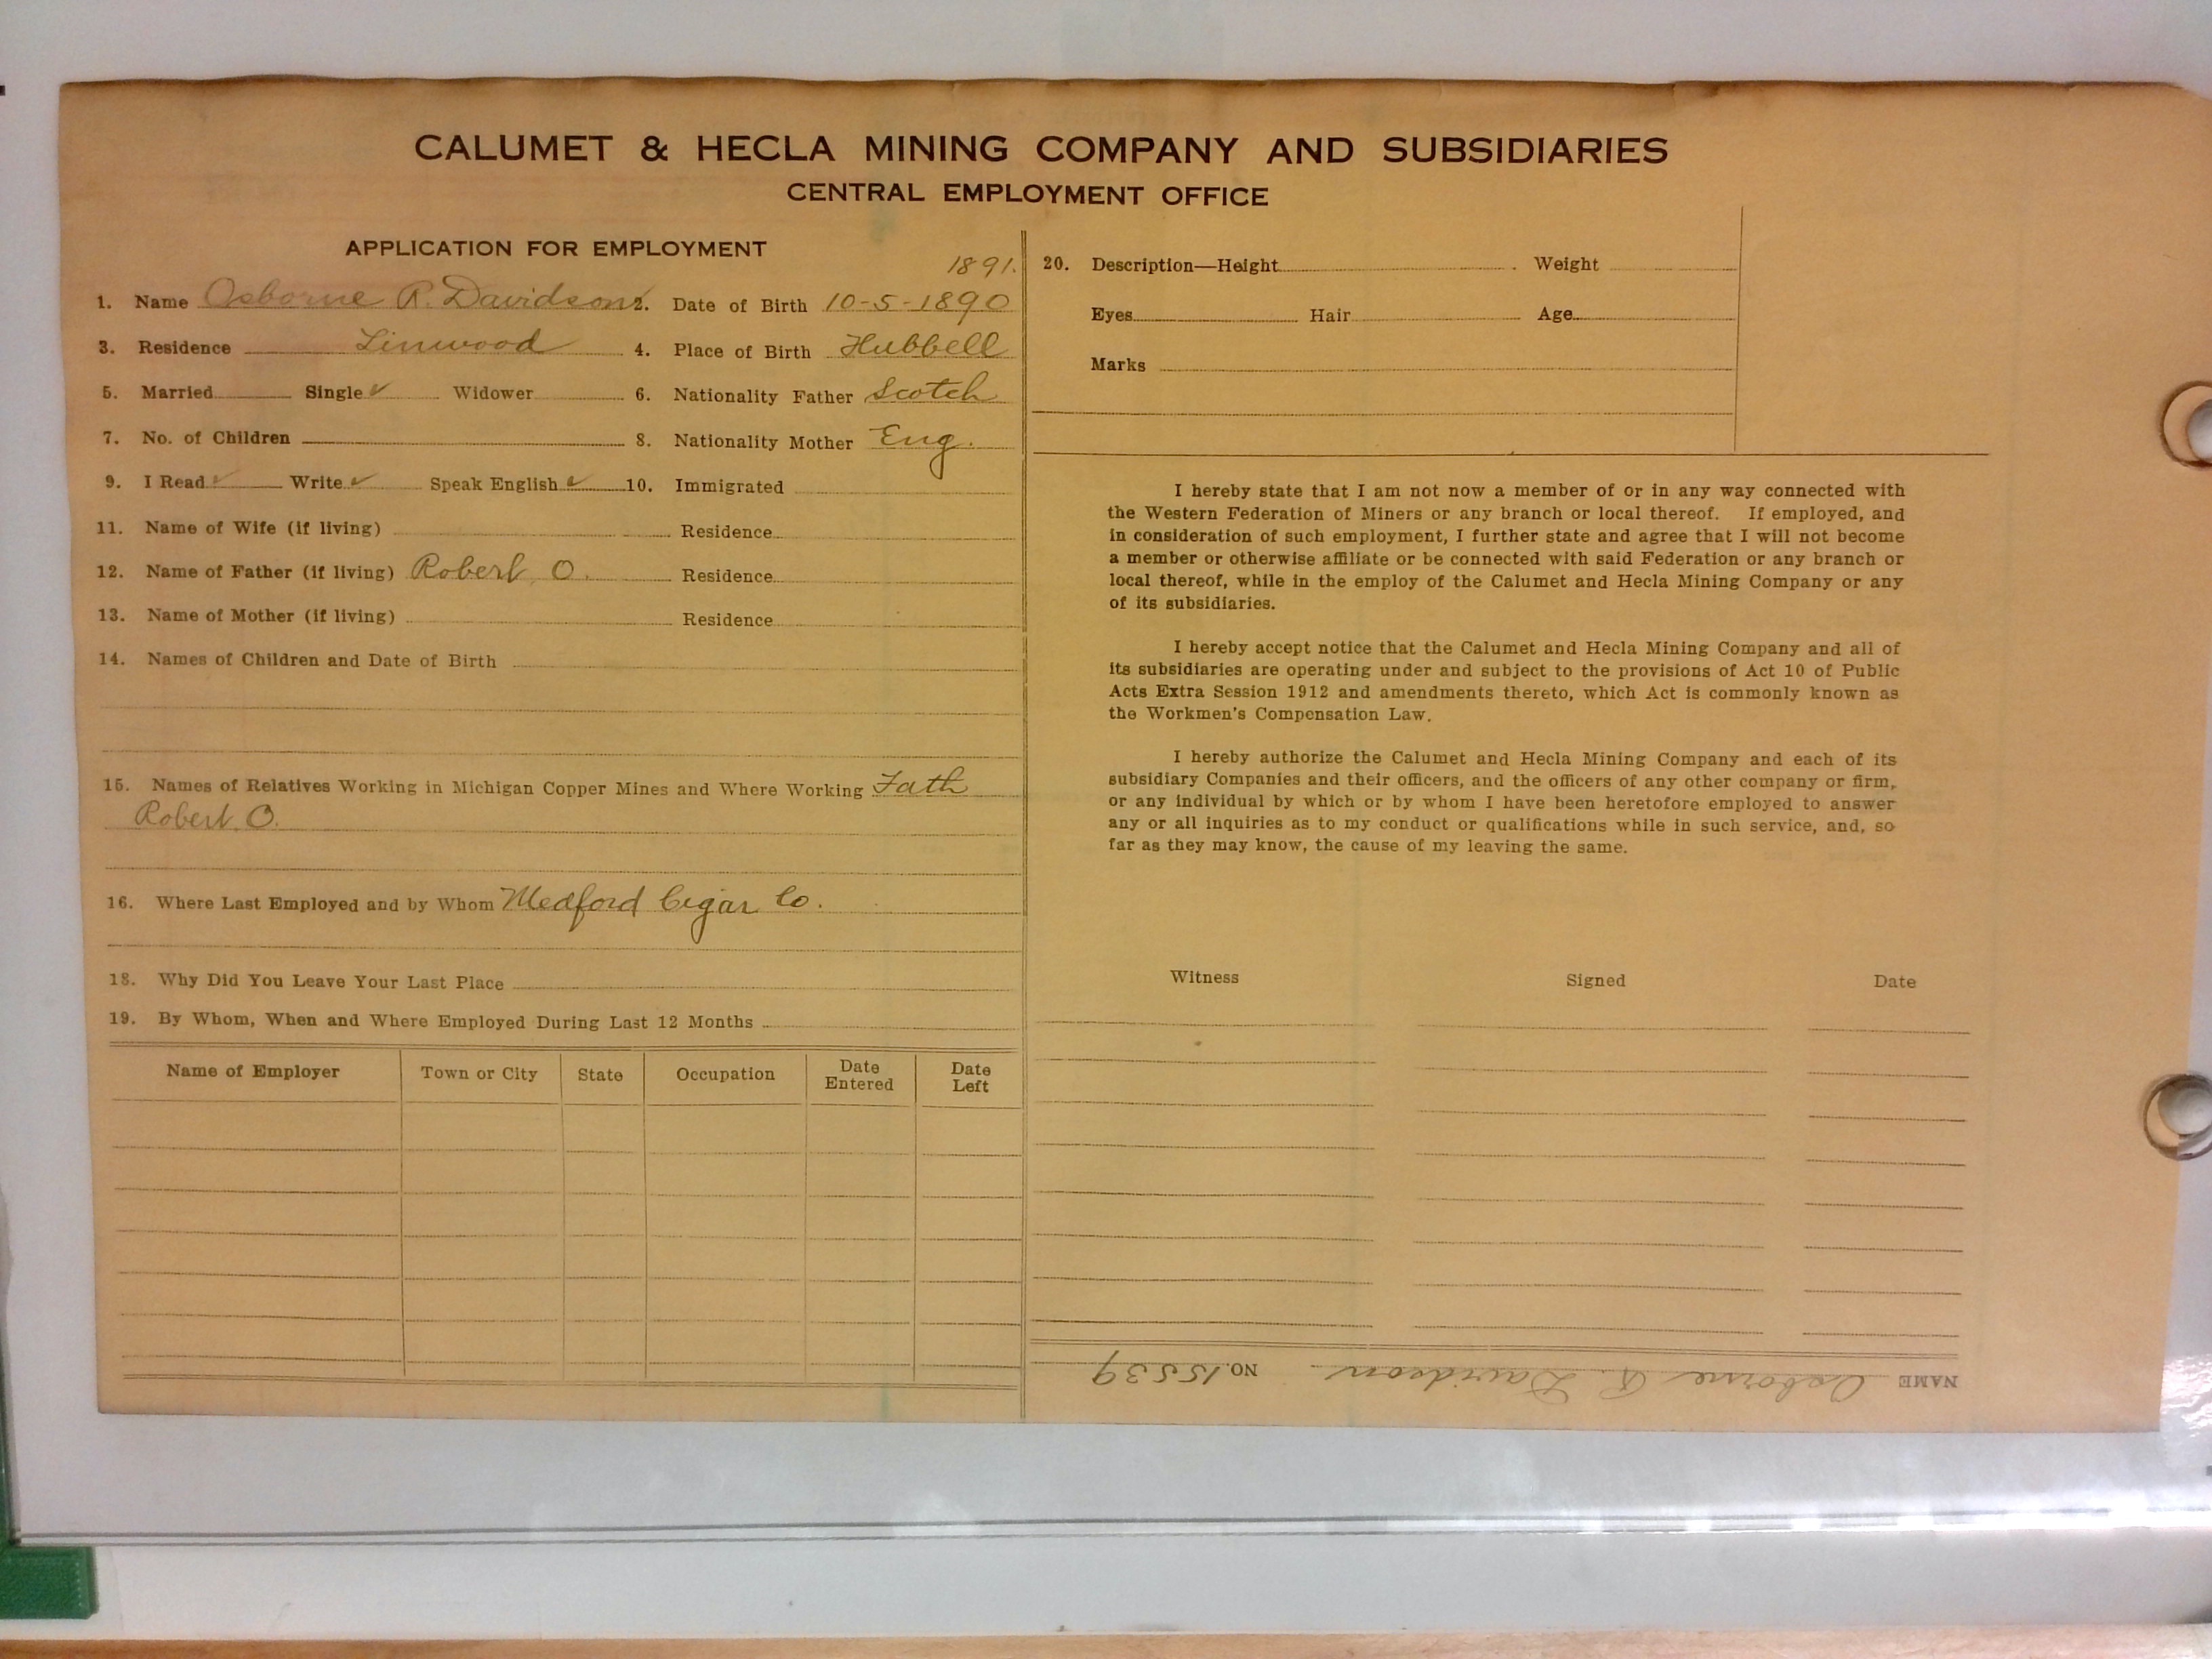 CALUMET & HECLA MINING COMPANY AND SUBSIDIARIES
CENTRAL EMPLOYMENT OFFICE
APPLICATION FOR EMPLOYMENT
1891.
1. Name Osborne R. Davidson 2. Date of Birth 10-5-1890
3. Residence Linwood 4. Place of Birth Hubbell
5. Married Single ✓ Widower 6. Nationality Father Scotch
7. No. of Children 8. Nationality Mother Eng.
9. I Read ✓ Write ✓ Speak English ✓ 10. Immigrated
11. Name of Wife (if living) Residence
12. Name of Father (if living) Robert O. Residence
13. Name of Mother (if living) Residence
14. Names of Children and Date of Birth
15. Names of Relatives Working in Michigan Copper Mines and Where Working Fath
Robert O.
16. Where Last Employed and by Whom Medford Cigar Co.
18. Why Did You Leave Your Last Place
19. By Whom, When and Where Employed During Last 12 Months
Name of Employer Town or City State Occupation Date Entered Date Left
20. Description—Height Weight
Eyes Hair Age
Marks
I hereby state that I am not now a member of or in any way connected with
the Western Federation of Miners or any branch or local thereof. If employed, and
in consideration of such employment, I further state and agree that I will not become
a member or otherwise affiliate or be connected with said Federation or any branch or
local thereof, while in the employ of the Calumet and Hecla Mining Company or any
of its subsidiaries.
I hereby accept notice that the Calumet and Hecla Mining Company and all of
its subsidiaries are operating under and subject to the provisions of Act 10 of Public
Acts Extra Session 1912 and amendments thereto, which Act is commonly known as
the Workmen's Compensation Law.
I hereby authorize the Calumet and Hecla Mining Company and each of its
subsidiary Companies and their officers, and the officers of any other company or firm,
or any individual by which or by whom I have been heretofore employed to answer
any or all inquiries as to my conduct or qualifications while in such service, and, so
far as they may know, the cause of my leaving the same.
Witness Signed Date
NAME Osborne R. Davidson NO. 15539